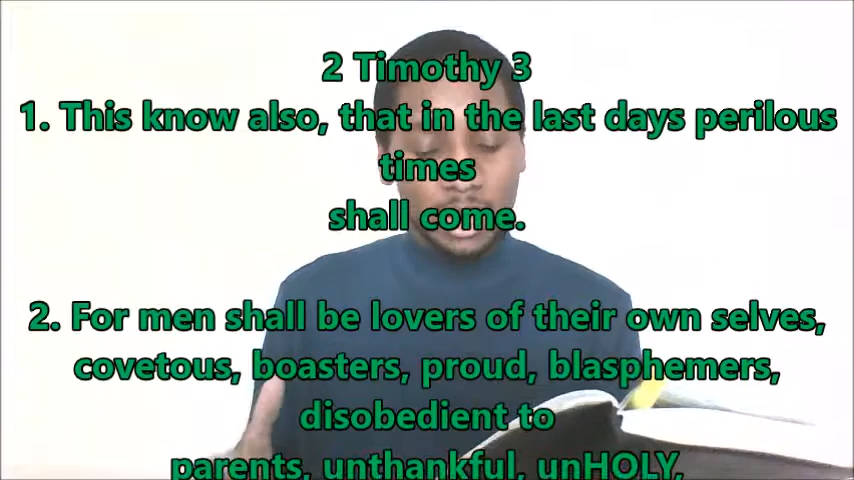 2 Timothy 3
1. This know also, that in the last days perilous
times
shall come.
2. For men shall be lovers of their own selves,
covetous, boasters, proud, blasphemers,
disobedient to
parents, unthankful, unHOLY,